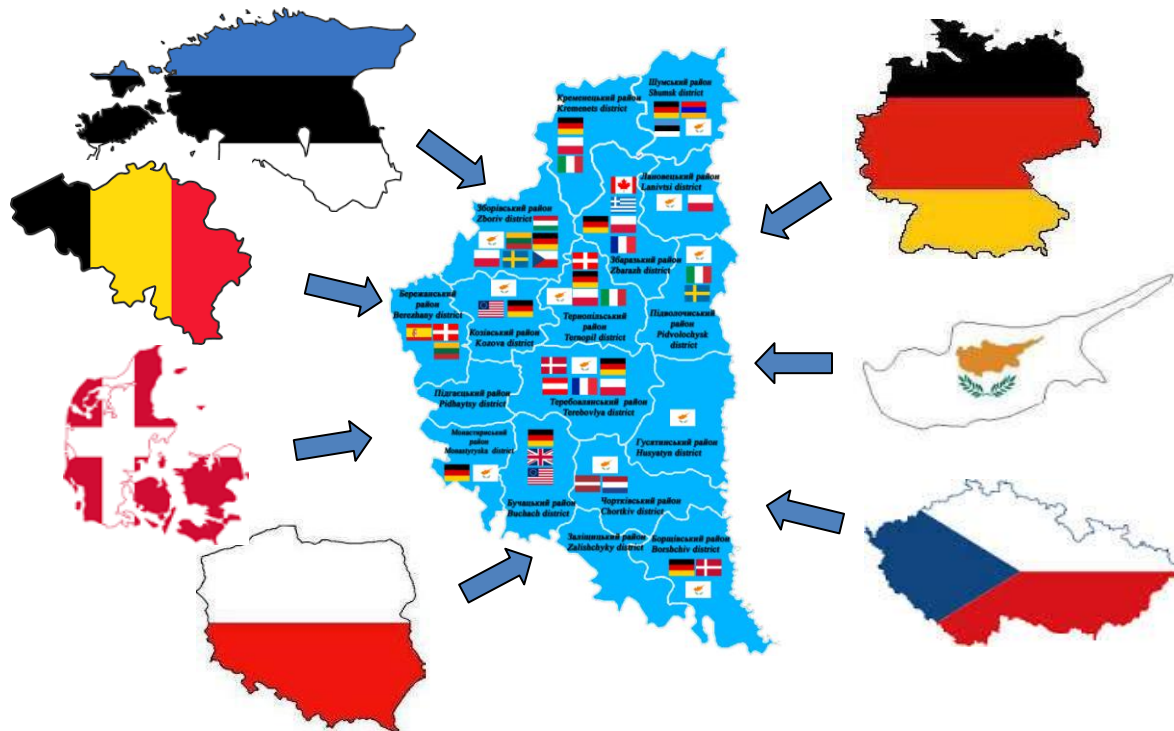 Шумський район
Shumsk district
Кременецький район
Kremenets district
Лановецький район
Lanivtsi district
Зборівський район
Zboriv district
Збаразький район
Zbarazh district
Бережанський
район
Berezhany district
Козівський район
Kozova district
Тернопільський
район
Ternopil district
Підволочиський
район
Pidvolochysk
district
Підгаєцький район
Pidhaytsy district
Теребовлянський район
Terebovlya district
Монастириський
район
Monastyryska district
Гусятинський район
Husyatyn district
Бучацький район
Buchach district
Чортківський район
Chortkiv district
Заліщицький район
Zalishchyky district
Борщівський район
Borshchiv district